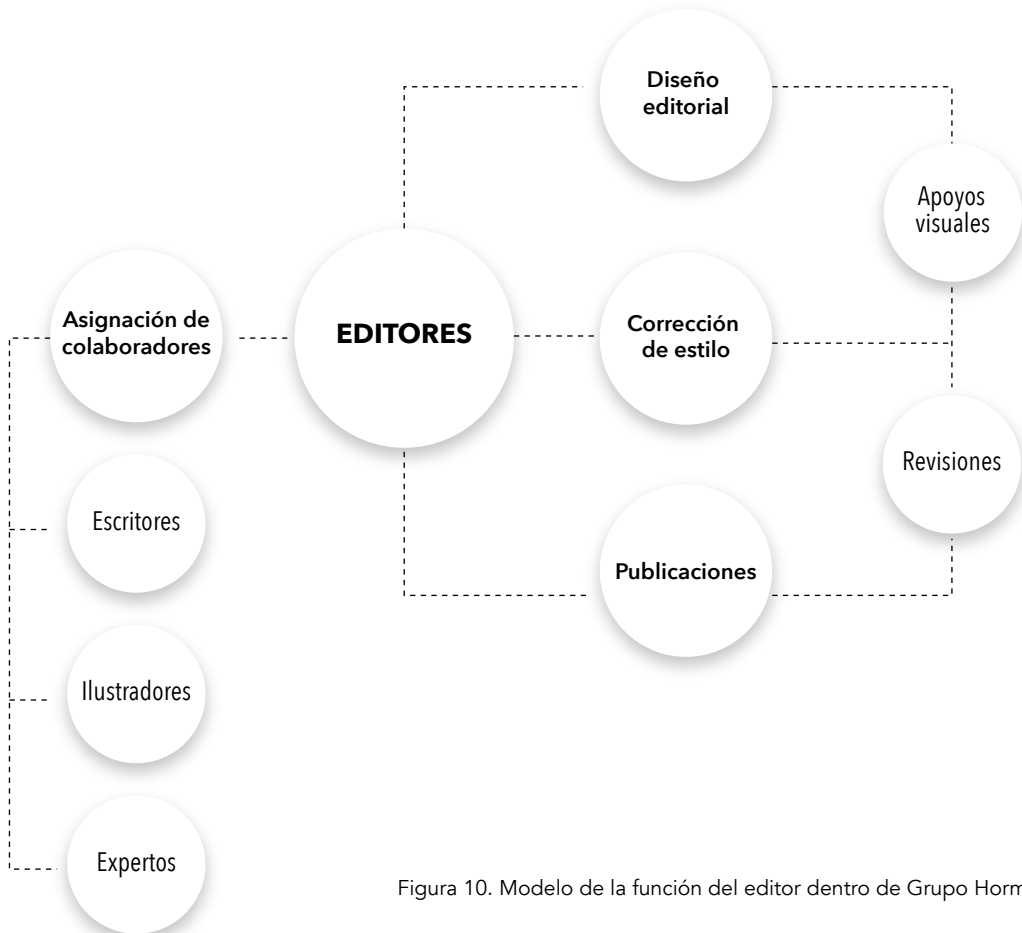 Diseño
editorial
Apoyos
visuales
Asignación de
colaboradores
EDITORES
Corrección
de estilo
Revisiones
Escritores
Publicaciones
Ilustradores
Expertos
Figura 10. Modelo de la función del editor dentro de Grupo